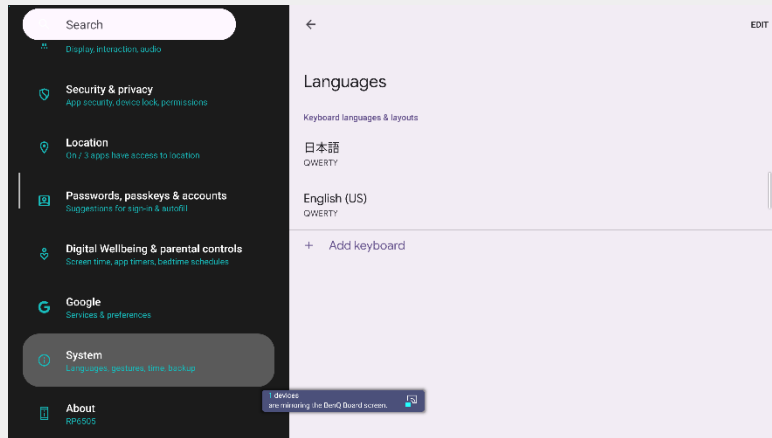 Search
Display, interaction, audio
Security & privacy
App security, device lock, permissions
Location
On / 3 apps have access to location
Passwords, passkeys & accounts
Suggestions for sign-in & autofill
Digital Wellbeing & parental controls
Screen time, app timers, bedtime schedules
Google
Services & preferences
System
Languages, gestures, time, backup
About
RP6505
EDIT
Languages
Keyboard languages & layouts
日本語
QWERTY
English (US)
QWERTY
+ Add keyboard
1 devices
are mirroring the BenQ Board screen.